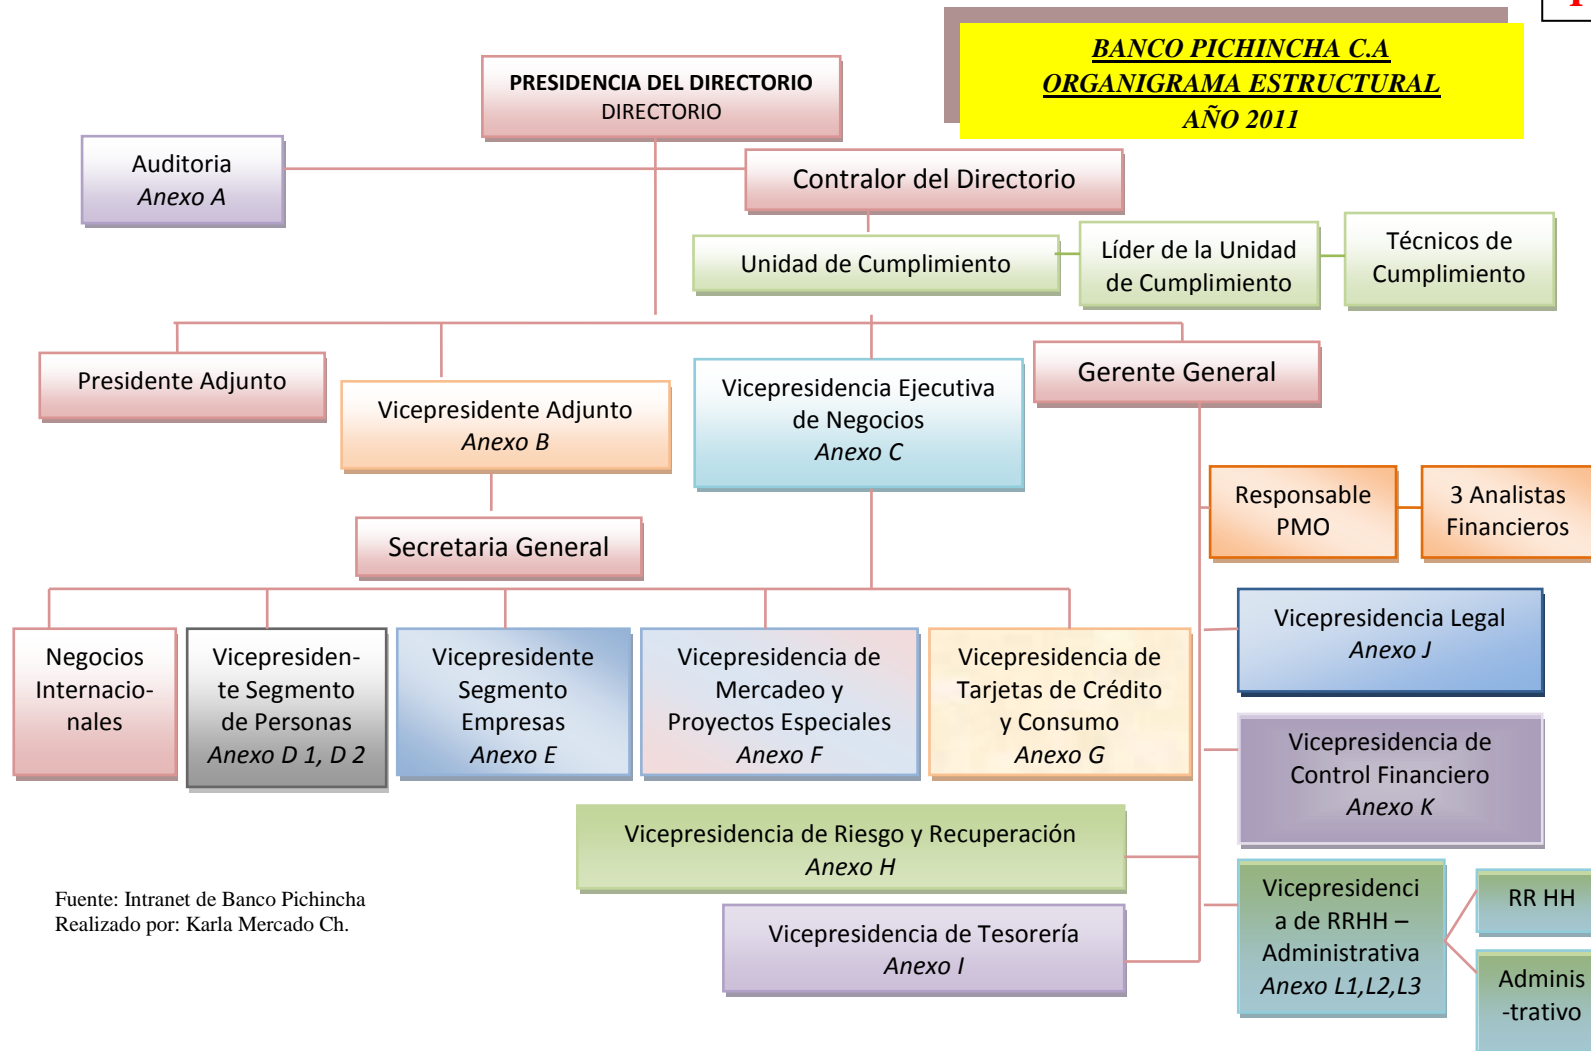 BANCO PICHINCHA C.A
ORGANIGRAMA ESTRUCTURAL
AÑO 2011
PRESIDENCIA DEL DIRECTORIO
DIRECTORIO
Auditoria
Anexo A
Contralor del Directorio
Unidad de Cumplimiento
Líder de la Unidad
de Cumplimiento
Técnicos de
Cumplimiento
Presidente Adjunto
Vicepresidente Adjunto
Anexo B
Vicepresidencia Ejecutiva
de Negocios
Anexo C
Gerente General
Responsable
PMO
3 Analistas
Financieros
Secretaria General
Negocios
Internacio-
nales
Vicepresiden-
te Segmento
de Personas
Anexo D 1, D 2
Vicepresidente
Segmento
Empresas
Anexo E
Vicepresidencia de
Mercadeo y
Proyectos Especiales
Anexo F
Vicepresidencia de
Tarjetas de Crédito
y Consumo
Anexo G
Vicepresidencia Legal
Anexo J
Vicepresidencia de
Control Financiero
Anexo K
Vicepresidencia de Riesgo y Recuperación
Anexo H
Vicepresidencia de Tesorería
Anexo I
Vicepresidenci
a de RRHH –
Administrativa
Anexo L1,L2,L3
RR HH
Adminis
-trativo
Fuente: Intranet de Banco Pichincha
Realizado por: Karla Mercado Ch.